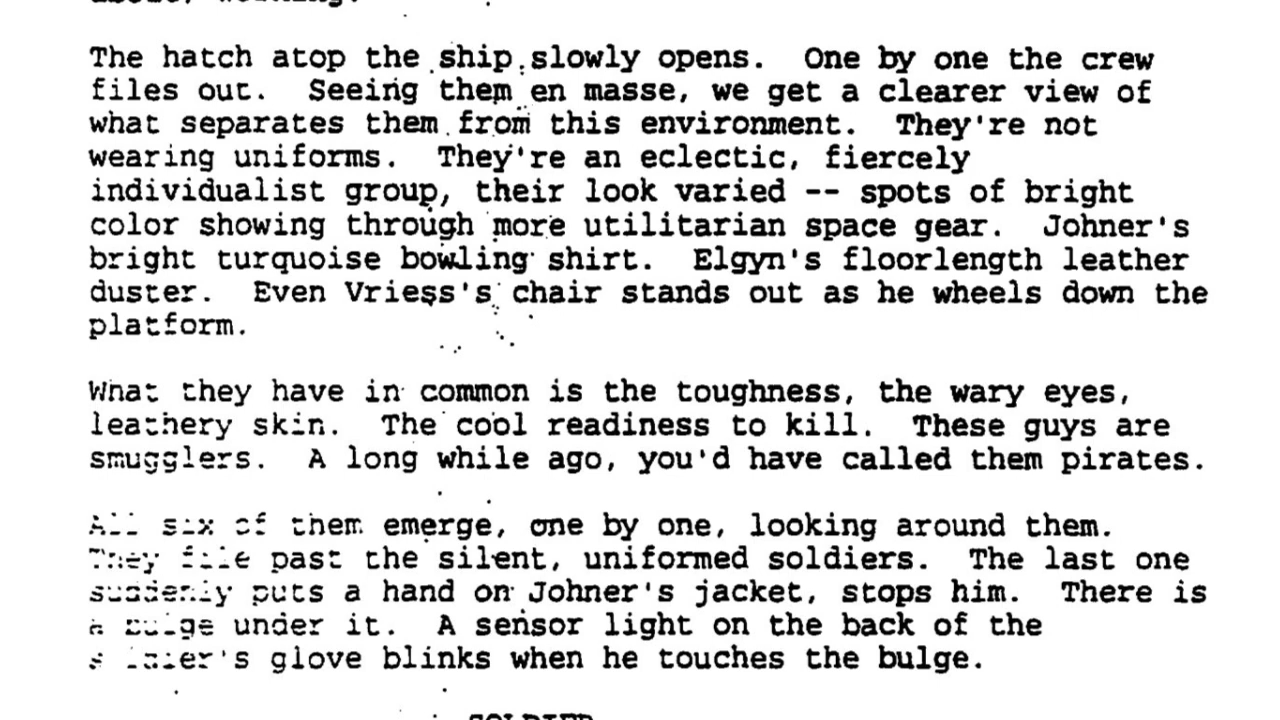 The hatch atop the ship slowly opens. One by one the crew
files out. Seeing them en masse, we get a clearer view of
what separates them from this environment. They're not
wearing uniforms. They're an eclectic, fiercely
individualist group, their look varied -- spots of bright
color showing through more utilitarian space gear. Johner's
bright turquoise bowling shirt. Elgyn's floorlength leather
duster. Even Vriess's chair stands out as he wheels down the
platform.
What they have in common is the toughness, the wary eyes,
leathery skin. The cool readiness to kill. These guys are
smugglers. A long while ago, you'd have called them pirates.
All six of them emerge, one by one, looking around them.
They file past the silent, uniformed soldiers. The last one
suddenly puts a hand on Johner's jacket, stops him. There is
a bulge under it. A sensor light on the back of the
soldier's glove blinks when he touches the bulge.
SOLDIER